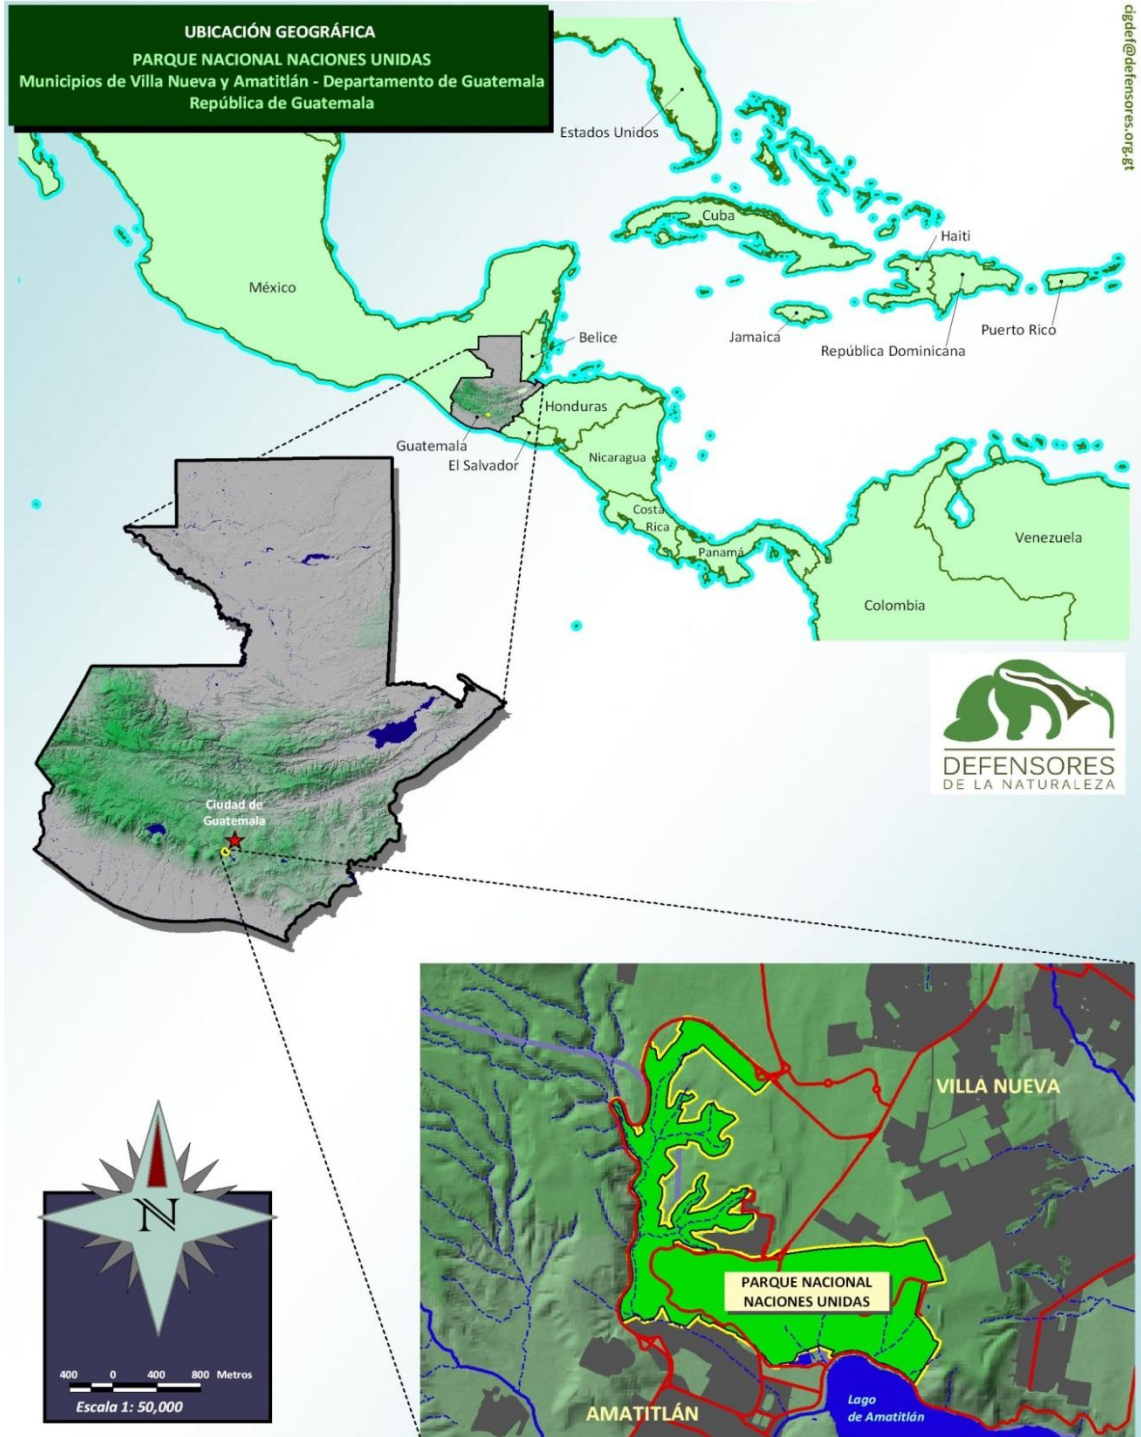 UBICACIÓN GEOGRÁFICA
PARQUE NACIONAL NACIONES UNIDAS
Municipios de Villa Nueva y Amatitlán - Departamento de Guatemala
República de Guatemala
cigdef@defensores.org.gt
Estados Unidos
Cuba
Haiti
México
Jamaica
República Dominicana
Puerto Rico
Belice
Honduras
Guatemala
El Salvador
Nicaragua
Costa
Rica
Panamá
Venezuela
Colombia
DEFENSORES
DE LA NATURALEZA
Ciudad de
Guatemala
VILLA NUEVA
PARQUE NACIONAL
NACIONES UNIDAS
AMATITLÁN
Lago
de Amatitlán
N
400 0 400 800 Metros
Escala 1: 50,000